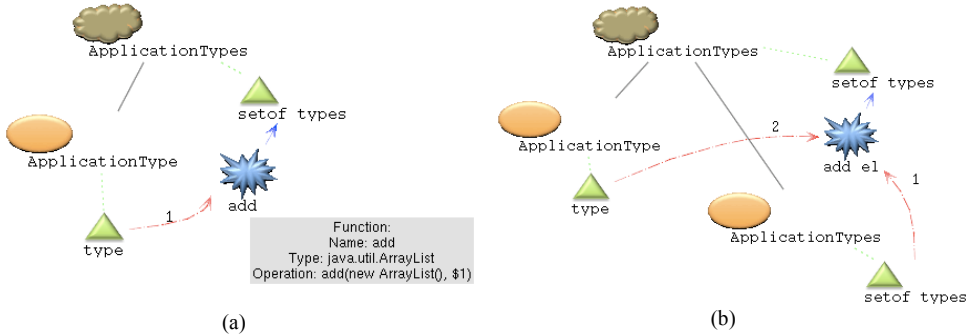 ApplicationTypes
setof types
ApplicationType
1
add
type
Function:
Name: add
Type: java.util.ArrayList
Operation: add(new ArrayList(), $1)
(a)
ApplicationTypes
setof types
2
ApplicationType
add el
1
type
ApplicationTypes
setof types
(b)